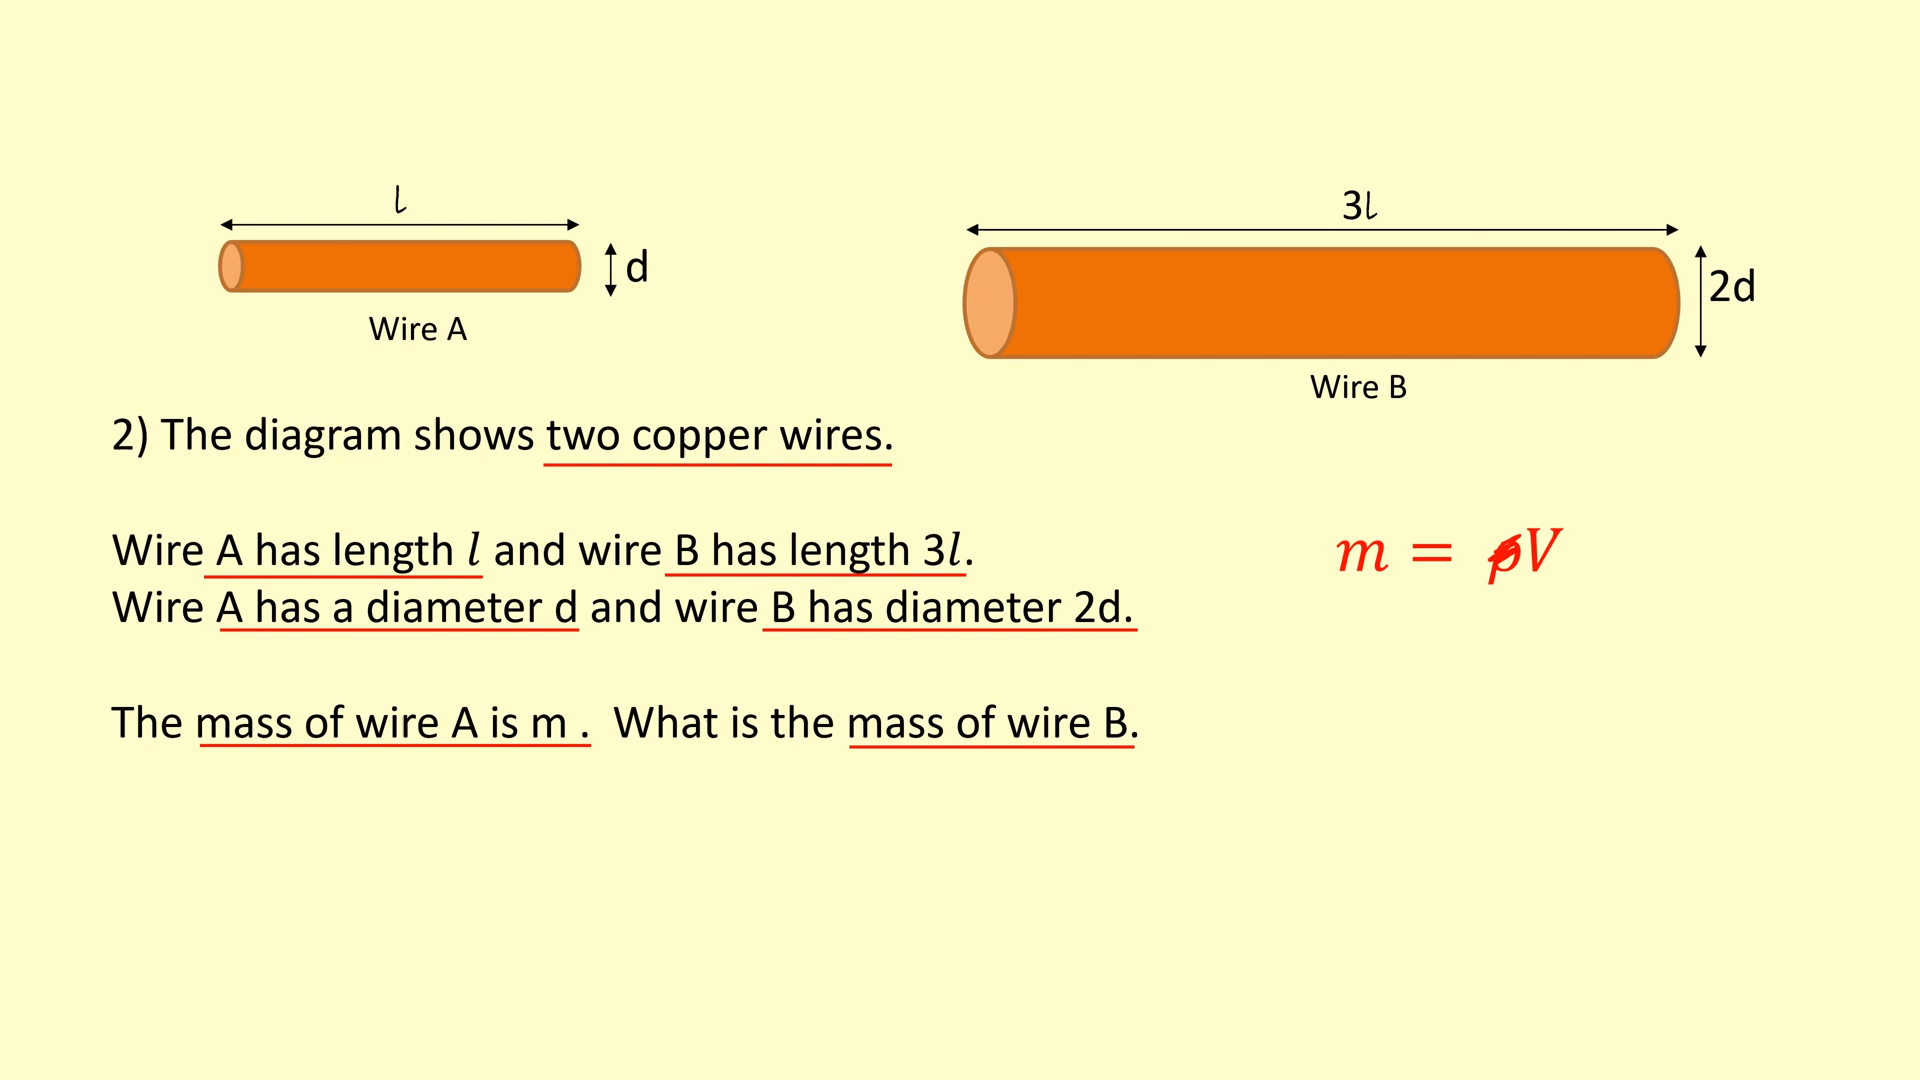 l
3l
d
2d
Wire A
Wire B
2) The diagram shows two copper wires.
Wire A has length l and wire B has length 3l.
m = ρV
Wire A has a diameter d and wire B has diameter 2d.
The mass of wire A is m . What is the mass of wire B.